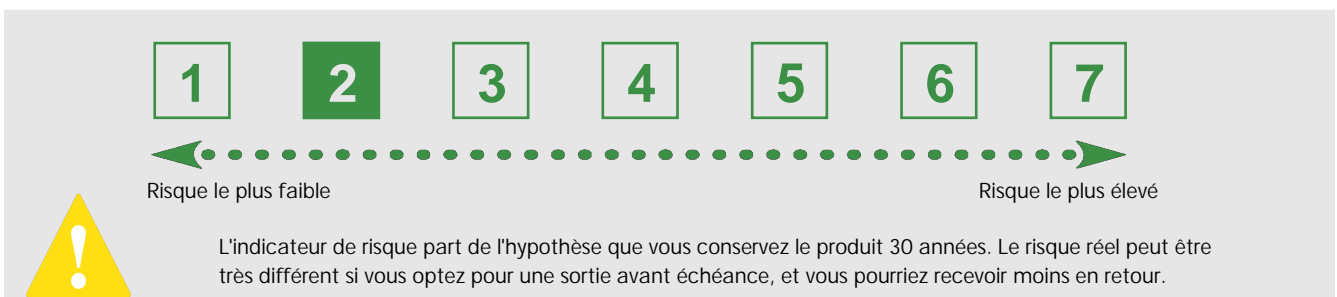 1 2 3 4 5 6 7
Risque le plus faible Risque le plus élevé
!
L'indicateur de risque part de l'hypothèse que vous conservez le produit 30 années. Le risque réel peut être
très différent si vous optez pour une sortie avant échéance, et vous pourriez recevoir moins en retour.